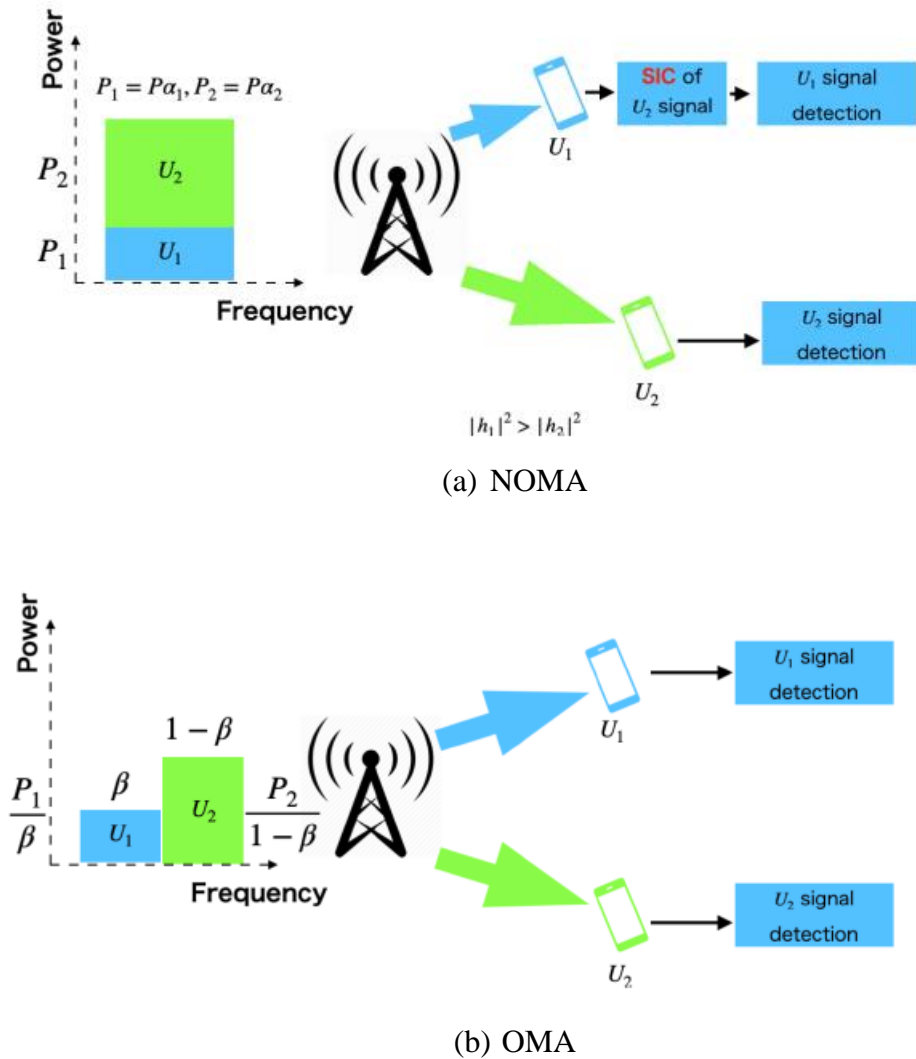 Power
P₁ = Pα₁, P₂ = Pα₂
P₂
U₂
P₁
U₁
Frequency
U₁
SIC of
U₂ signal
U₁ signal
detection
U₂
U₂ signal
detection
|h₁|² > |h₂|²
(a) NOMA
Power
P₁
β
β
U₁
1 − β
U₂
P₂
1 − β
Frequency
U₁
U₁ signal
detection
U₂
U₂ signal
detection
(b) OMA